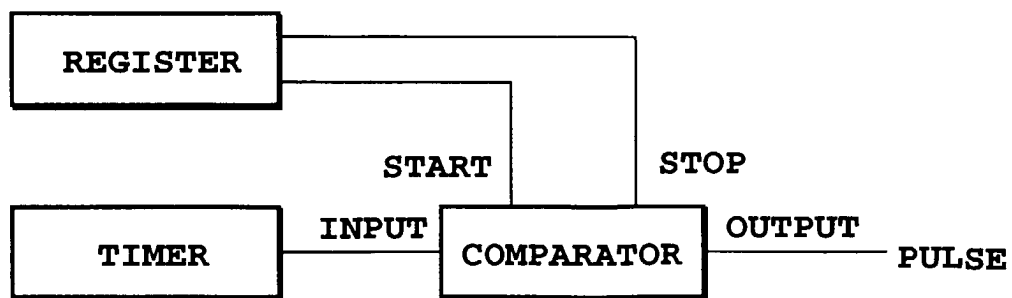 REGISTER
START
STOP
TIMER
INPUT
COMPARATOR
OUTPUT
PULSE